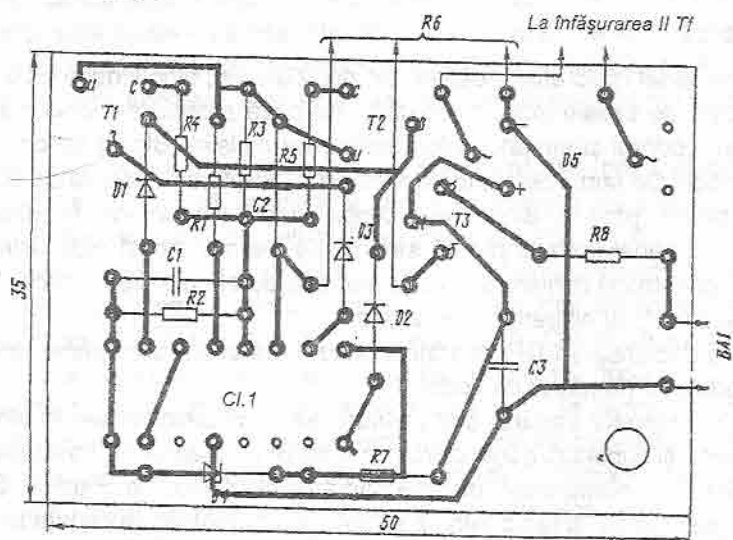 R6
La înfășurarea II Tf
u
c
c
T1
R4
R3
R5
T2
B
D5
u
D1
R1
C2
T3
+
D3
R8
C1
R2
D2
35
CI.1
C3
BA1
R7
50